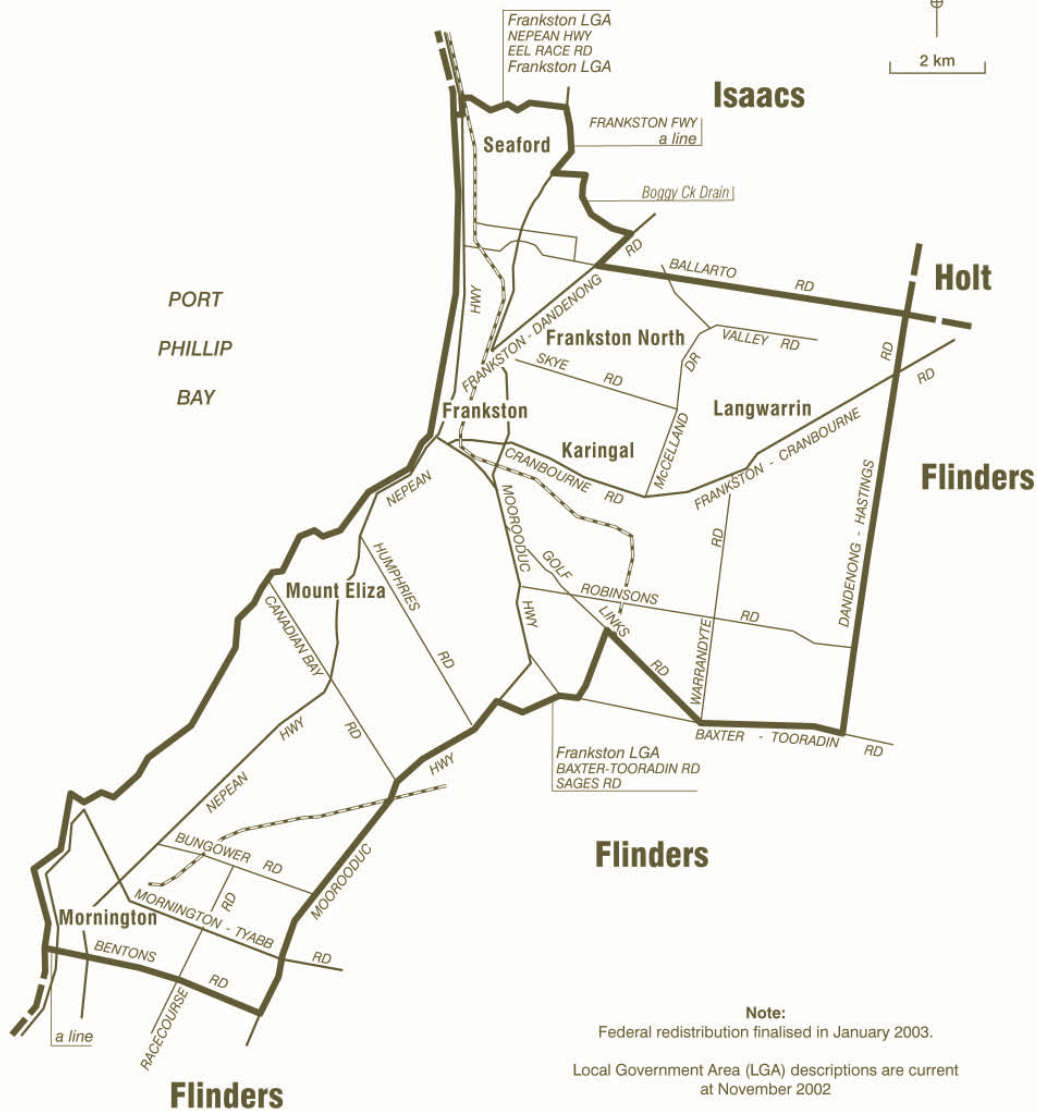 Frankston LGA
NEPEAN HWY
EEL RACE RD
Frankston LGA
2 km
Isaacs
FRANKSTON FWY
a line
Seaford
Boggy Ck Drain
RD
BALLARTO RD
Holt
PORT
PHILLIP
BAY
HWY
FRANKSTON - DANDENONG
Frankston North
VALLEY RD
RD
SKYE RD
DR
RD
Frankston
Langwarrin
Karingal
McCELLAND
FRANKSTON - CRANBOURNE
CRANBOURNE RD
Flinders
NEPEAN
MOOROODUC
HWY
RD
DANDENONG - HASTINGS
HUMPHRIES
RD
GOLF
LINKS
RD
ROBINSONS RD
Mount Eliza
CANADIAN BAY
RD
WARRANDYTE
BAXTER - TOORADIN RD
HWY
Frankston LGA
BAXTER-TOORADIN RD
SAGES RD
HWY
NEPEAN
Flinders
BUNGOWER RD
MOOROODUC
RD
MORNINGTON - TYABB RD
Mornington
BENTONS RD
RACECOURSE
a line
Flinders
Note:
Federal redistribution finalised in January 2003.
Local Government Area (LGA) descriptions are current
at November 2002